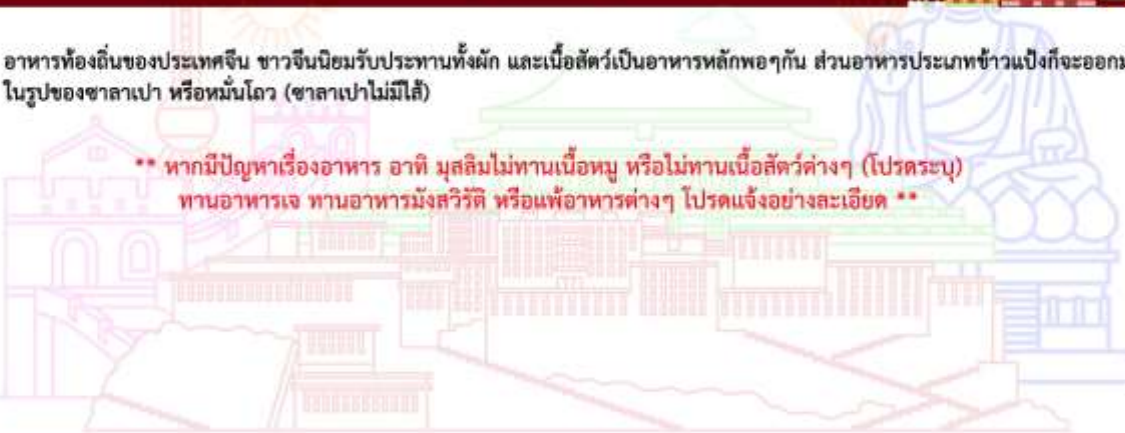 อาหารท้องถิ่นของประเทศจีน ชาวจีนนิยมรับประทานทั้งผัก และเนื้อสัตว์เป็นอาหารหลักพอๆกัน ส่วนอาหารประเภทข้าวแป้งก็จะออกม
ในรูปของซาลาเปา หรือหมั่นโถว (ซาลาเปาไม่มีไส้)
** หากมีปัญหาเรื่องอาหาร อาทิ มุสลิมไม่ทานเนื้อหมู หรือไม่ทานเนื้อสัตว์ต่างๆ (โปรดระบุ)
ทานอาหารเจ ทานอาหารมังสวิรัติ หรือแพ้อาหารต่างๆ โปรดแจ้งอย่างละเอียด **